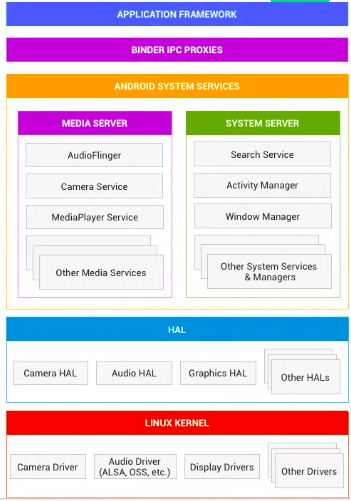 APPLICATION FRAMEWORK
BINDER IPC PROXIES
ANDROID SYSTEM SERVICES
MEDIA SERVER
AudioFlinger
Camera Service
MediaPlayer Service
Other Media Services
SYSTEM SERVER
Search Service
Activity Manager
Window Manager
Other System Services
& Managers
HAL
Camera HAL
Audio HAL
Graphics HAL
Other HALs
LINUX KERNEL
Camera Driver
Audio Driver
(ALSA, OSS, etc.)
Display Drivers
Other Drivers